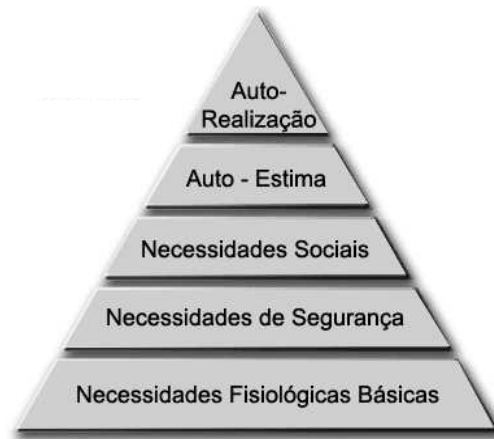 Auto-
Realização
Auto - Estima
Necessidades Sociais
Necessidades de Segurança
Necessidades Fisiológicas Básicas